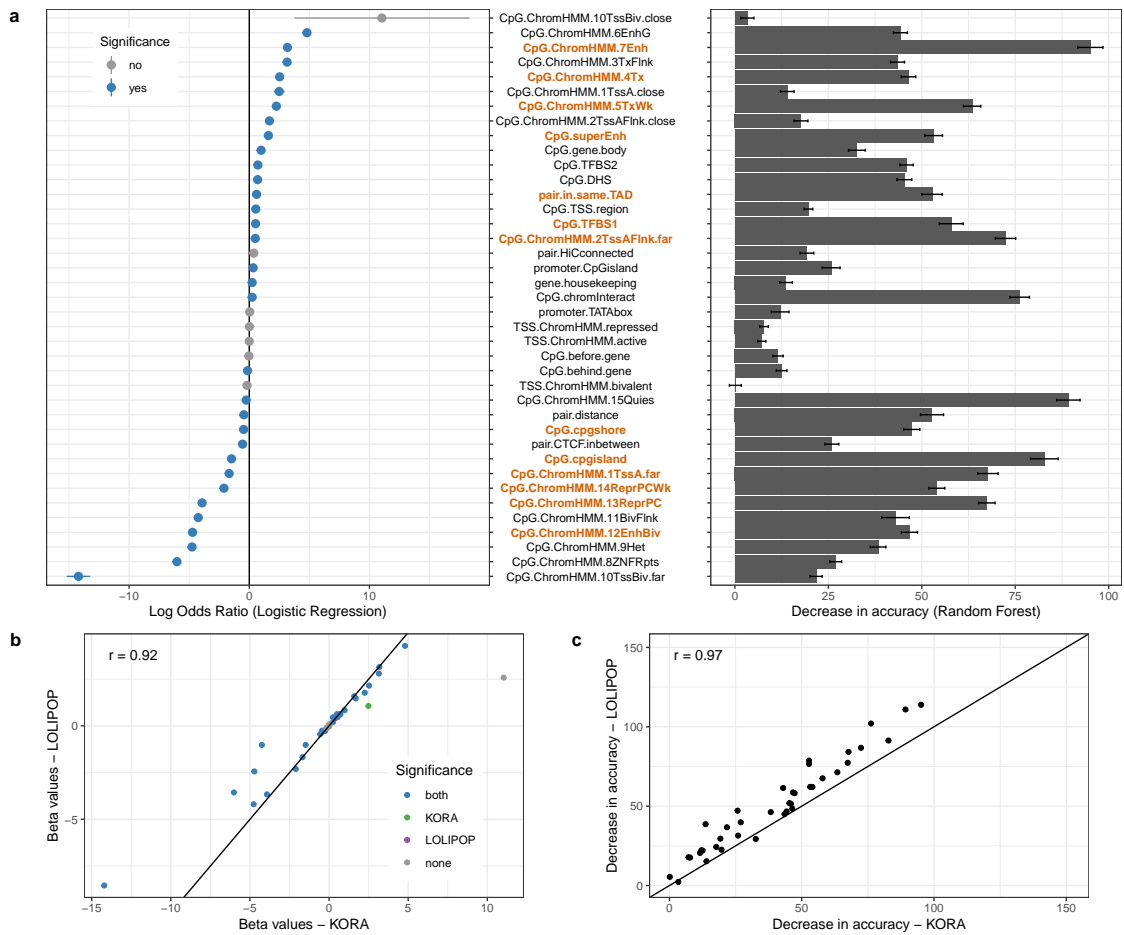 a
Significance
no
yes
CpG.ChromHMM.10TssBiv.close
CpG.ChromHMM.6EnhG
CpG.ChromHMM.7Enh
CpG.ChromHMM.3TxFlnk
CpG.ChromHMM.4Tx
CpG.ChromHMM.1TssA.close
CpG.ChromHMM.5TxWk
CpG.ChromHMM.2TssAFlnk.close
CpG.superEnh
CpG.gene.body
CpG.TFBS2
CpG.DHS
pair.in.same.TAD
CpG.TSS.region
CpG.TFBS1
CpG.ChromHMM.2TssAFlnk.far
pair.HiCconnected
promoter.CpGisland
gene.housekeeping
CpG.chromInteract
promoter.TATAbox
TSS.ChromHMM.repressed
TSS.ChromHMM.active
CpG.before.gene
CpG.behind.gene
TSS.ChromHMM.bivalent
CpG.ChromHMM.15Quies
pair.distance
CpG.cpgshore
pair.CTCF.inbetween
CpG.cpgisland
CpG.ChromHMM.1TssA.far
CpG.ChromHMM.14ReprPCWk
CpG.ChromHMM.13ReprPC
CpG.ChromHMM.11BivFlnk
CpG.ChromHMM.12EnhBiv
CpG.ChromHMM.9Het
CpG.ChromHMM.8ZNFRpts
CpG.ChromHMM.10TssBiv.far
−10 0 10
Log Odds Ratio (Logistic Regression)
0 25 50 75 100
Decrease in accuracy (Random Forest)
b
r = 0.92
0
−5
Beta values − LOLIPOP
Significance
both
KORA
LOLIPOP
none
−15 −10 −5 0 5 10
Beta values − KORA
c
r = 0.97
150
100
50
0
Decrease in accuracy − LOLIPOP
0 50 100 150
Decrease in accuracy − KORA